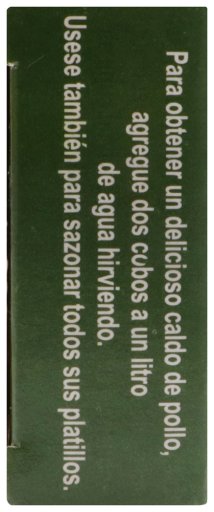 Para obtener un delicioso caldo de pollo,
agregue dos cubos a un litro
de agua hirviendo.
Usese también para sazonar todos sus platillos.